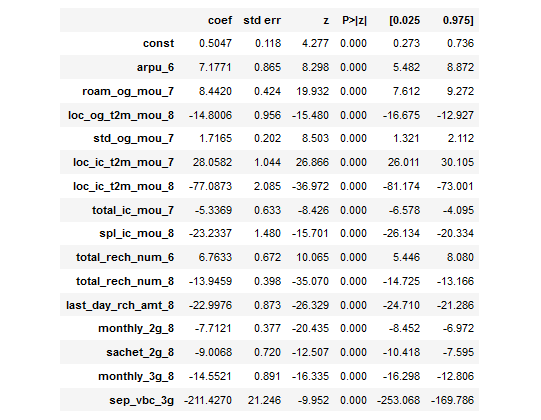 coef std err z P>|z| [0.025 0.975]
const 0.5047 0.118 4.277 0.000 0.273 0.736
arpu_6 7.1771 0.865 8.298 0.000 5.482 8.872
roam_og_mou_7 8.4420 0.424 19.932 0.000 7.612 9.272
loc_og_t2m_mou_8 -14.8006 0.956 -15.480 0.000 -16.675 -12.927
std_og_mou_7 1.7165 0.202 8.503 0.000 1.321 2.112
loc_ic_t2m_mou_7 28.0582 1.044 26.866 0.000 26.011 30.105
loc_ic_t2m_mou_8 -77.0873 2.085 -36.972 0.000 -81.174 -73.001
total_ic_mou_7 -5.3369 0.633 -8.426 0.000 -6.578 -4.095
spl_ic_mou_8 -23.2337 1.480 -15.701 0.000 -26.134 -20.334
total_rech_num_6 6.7633 0.672 10.065 0.000 5.446 8.080
total_rech_num_8 -13.9459 0.398 -35.070 0.000 -14.725 -13.166
last_day_rch_amt_8 -22.9976 0.873 -26.329 0.000 -24.710 -21.286
monthly_2g_8 -7.7121 0.377 -20.435 0.000 -8.452 -6.972
sachet_2g_8 -9.0068 0.720 -12.507 0.000 -10.418 -7.595
monthly_3g_8 -14.5521 0.891 -16.335 0.000 -16.298 -12.806
sep_vbc_3g -211.4270 21.246 -9.952 0.000 -253.068 -169.786